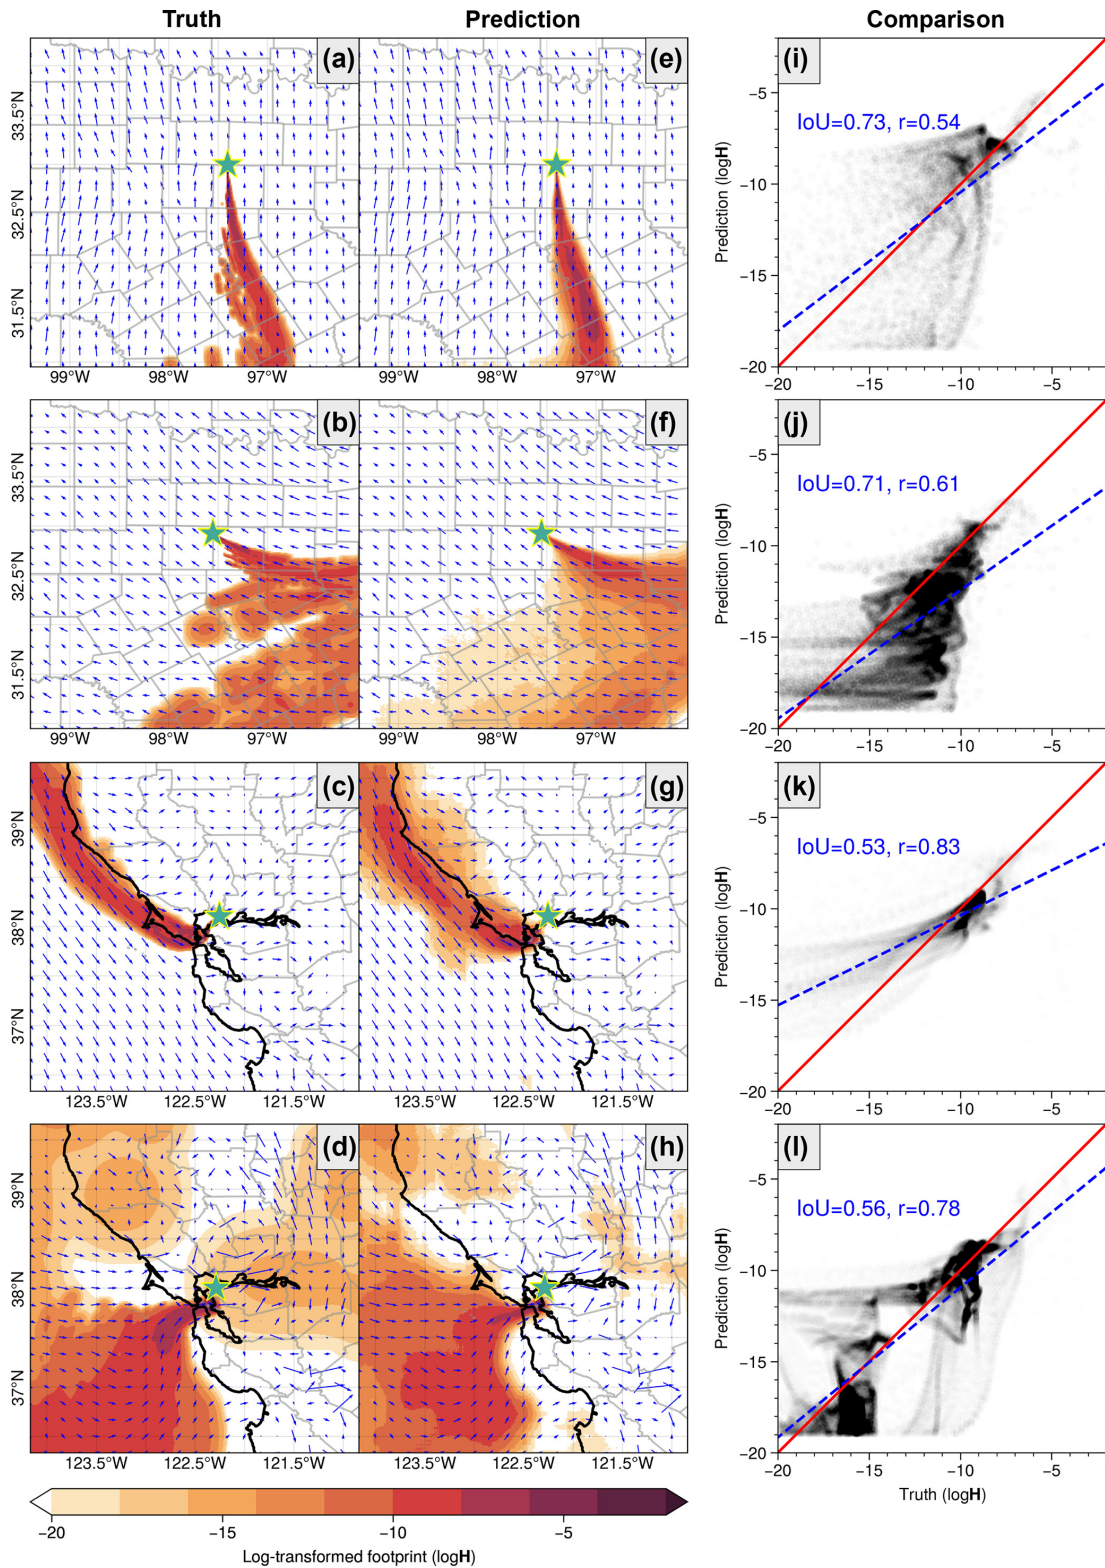 Truth Prediction Comparison
(a) (e) (i)
33.5°N
32.5°N
31.5°N
99°W 98°W 97°W 99°W 98°W 97°W
IoU=0.73, r=0.54
Prediction (logH)
−5
−10
−15
−20
−20 −15 −10 −5
(b) (f) (j)
33.5°N
32.5°N
31.5°N
99°W 98°W 97°W 99°W 98°W 97°W
IoU=0.71, r=0.61
Prediction (logH)
−5
−10
−15
−20
−20 −15 −10 −5
(c) (g) (k)
39°N
38°N
37°N
123.5°W 122.5°W 121.5°W 123.5°W 122.5°W 121.5°W
IoU=0.53, r=0.83
Prediction (logH)
−5
−10
−15
−20
−20 −15 −10 −5
(d) (h) (l)
39°N
38°N
37°N
123.5°W 122.5°W 121.5°W 123.5°W 122.5°W 121.5°W
IoU=0.56, r=0.78
Prediction (logH)
−5
−10
−15
−20
−20 −15 −10 −5
Truth (logH)
−20 −15 −10 −5
Log-transformed footprint (logH)